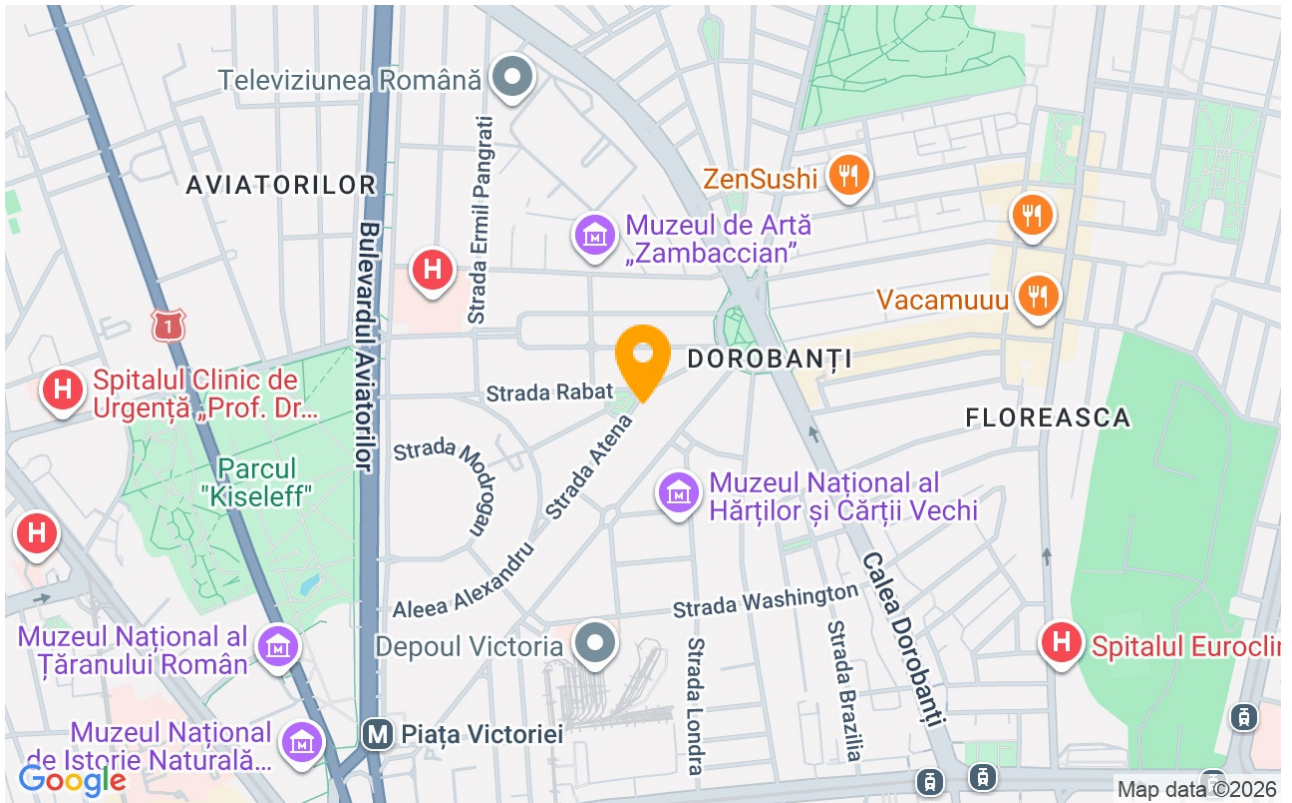 Televiziunea Română
AVIATORILOR
Strada Ermil Pangrati
ZenSushi
Muzeul de Artă
„Zambaccian”
H
Bulevardul Aviatorilor
1
Vacamuuu
DOROBANȚI
H
Spitalul Clinic de
Urgență „Prof. Dr...
Strada Rabat
FLOREASCA
Strada Atena
Strada Modrogan
Parcul
"Kiseleff"
M
Muzeul Național al
Hărților și Cărții Vechi
H
Aleea Alexandru
Strada Washington
Calea Dorobanți
Muzeul Național al
Țăranului Român
M
Depoul Victoria
Strada Londra
Strada Brazilia
H
Spitalul Euroclin
Muzeul Național
de Istorie Naturală...
M
M
Piața Victoriei
Google
Map data ©2026